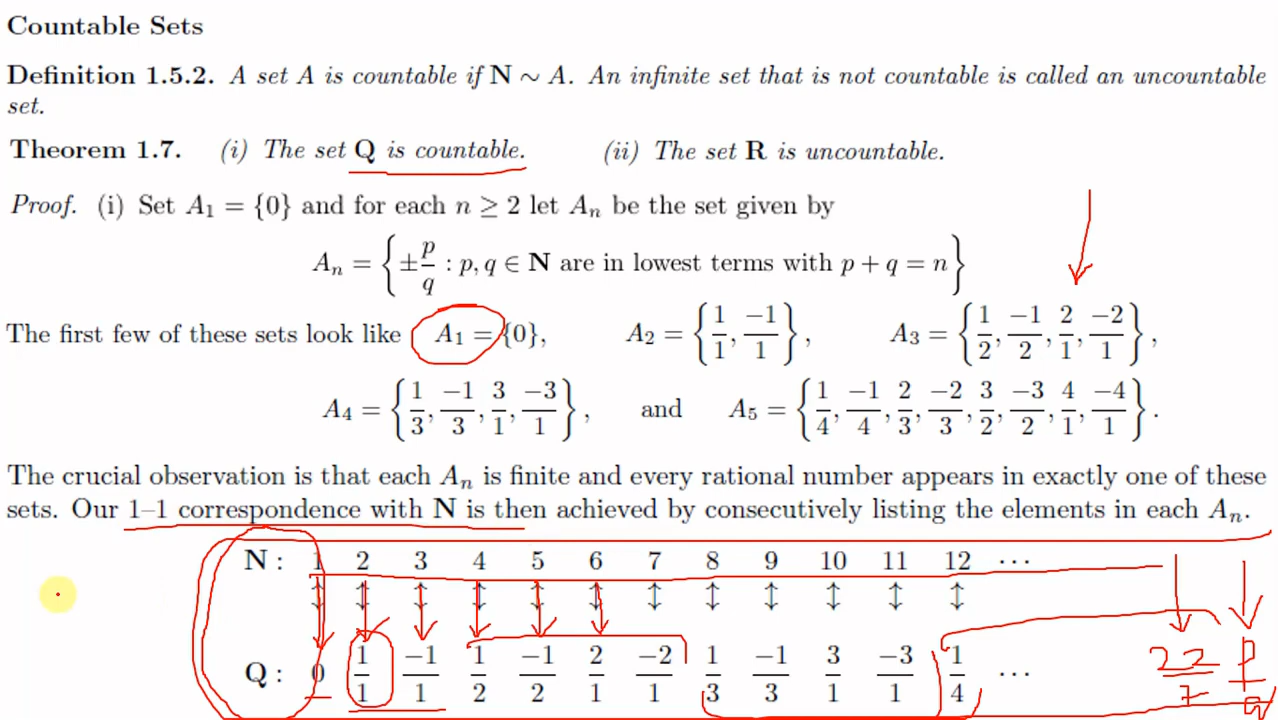 Countable Sets
Definition 1.5.2. A set A is countable if N ∼ A. An infinite set that is not countable is called an uncountable
set.
Theorem 1.7. (i) The set Q is countable. (ii) The set R is uncountable.
Proof. (i) Set A₁ = {0} and for each n ≥ 2 let Aₙ be the set given by
Aₙ = {±p/q : p, q ∈ N are in lowest terms with p + q = n}
The first few of these sets look like A₁ = {0}, A₂ = {1/1, −1/1}, A₃ = {1/2, −1/2, 2/1, −2/1},
A₄ = {1/3, −1/3, 3/1, −3/1}, and A₅ = {1/4, −1/4, 2/3, −2/3, 3/2, −3/2, 4/1, −4/1}.
The crucial observation is that each Aₙ is finite and every rational number appears in exactly one of these
sets. Our 1–1 correspondence with N is then achieved by consecutively listing the elements in each Aₙ.
N : 1 2 3 4 5 6 7 8 9 10 11 12 ⋯
↕ ↕ ↕ ↕ ↕ ↕ ↕ ↕ ↕ ↕ ↕ ↕
Q : 0 1/1 −1/1 1/2 −1/2 2/1 −2/1 1/3 −1/3 3/1 −3/1 1/4 ⋯ 22/7 p/q